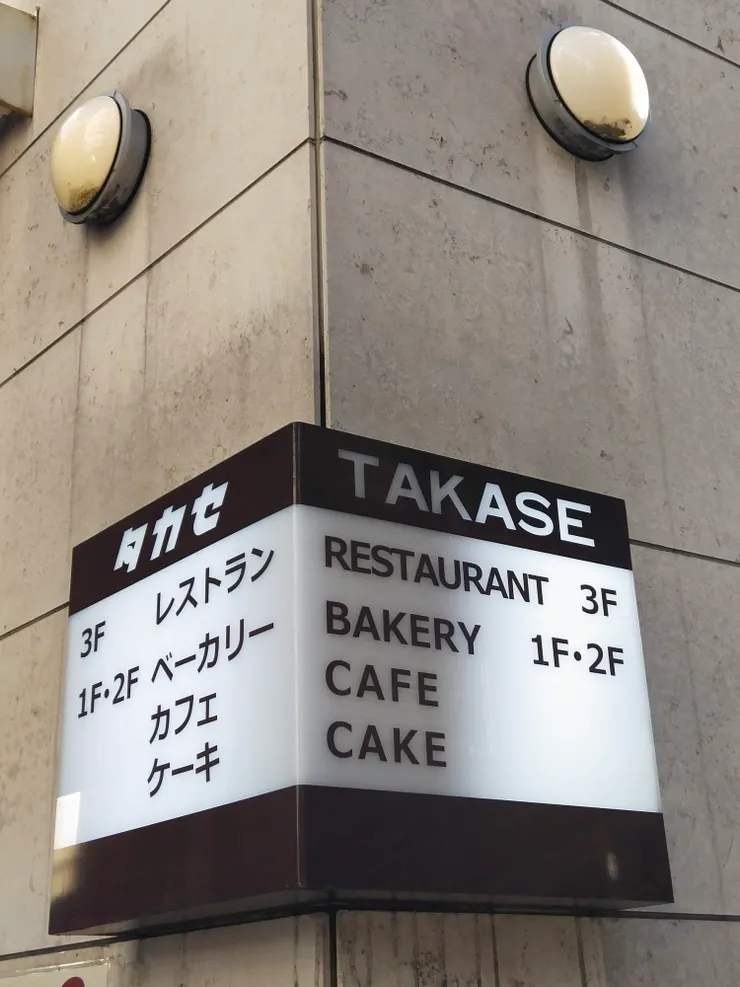 タカセ
3F レストラン
1F・2F ベーカリー
カフェ
ケーキ
TAKASE
RESTAURANT 3F
BAKERY 1F・2F
CAFE
CAKE